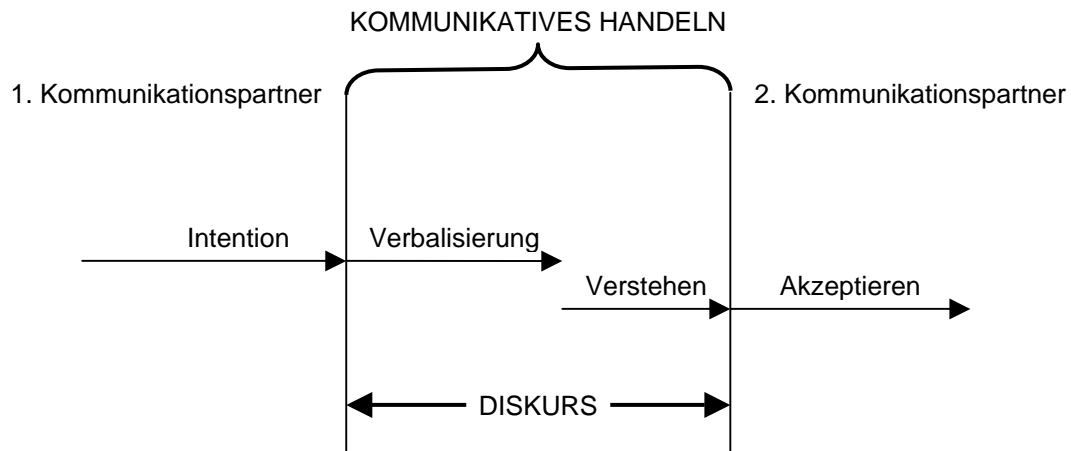 KOMMUNIKATIVES HANDELN
1. Kommunikationspartner
2. Kommunikationspartner
Intention
Verbalisierung
Verstehen
Akzeptieren
DISKURS